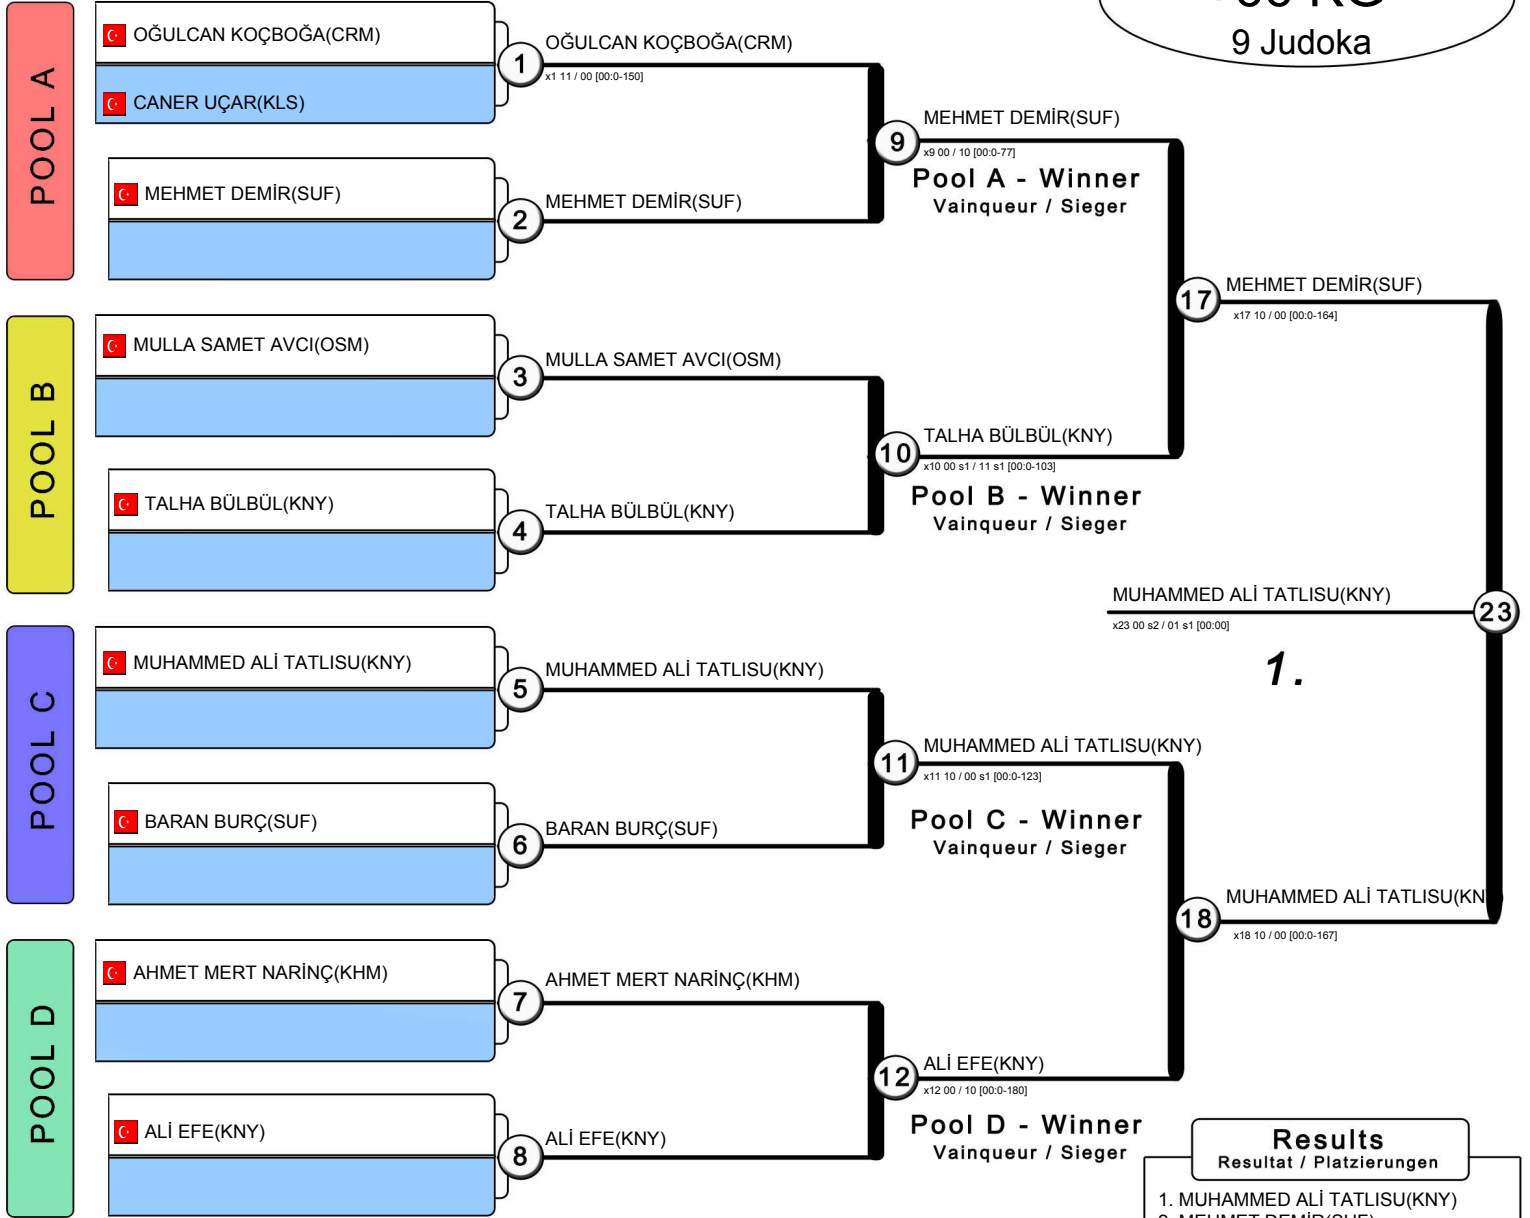 KG
9 Judoka
POOL A
OĞULCAN KOÇBOĞA(CRM)
CANER UÇAR(KLS)
1
OĞULCAN KOÇBOĞA(CRM)
x1 11 / 00 [00:0-150]
MEHMET DEMİR(SUF)
2
MEHMET DEMİR(SUF)
9
MEHMET DEMİR(SUF)
x9 00 / 10 [00:0-77]
Pool A - Winner
Vainqueur / Sieger
POOL B
MULLA SAMET AVCI(OSM)
3
MULLA SAMET AVCI(OSM)
TALHA BÜLBÜL(KNY)
4
TALHA BÜLBÜL(KNY)
10
TALHA BÜLBÜL(KNY)
x10 00 s1 / 11 s1 [00:0-103]
Pool B - Winner
Vainqueur / Sieger
17
MEHMET DEMİR(SUF)
x17 10 / 00 [00:0-164]
MUHAMMED ALİ TATLISU(KNY)
23
x23 00 s2 / 01 s1 [00:00]
1.
POOL C
MUHAMMED ALİ TATLISU(KNY)
5
MUHAMMED ALİ TATLISU(KNY)
BARAN BURÇ(SUF)
6
BARAN BURÇ(SUF)
11
MUHAMMED ALİ TATLISU(KNY)
x11 10 / 00 s1 [00:0-123]
Pool C - Winner
Vainqueur / Sieger
18
MUHAMMED ALİ TATLISU(KN
x18 10 / 00 [00:0-167]
POOL D
AHMET MERT NARİNÇ(KHM)
7
AHMET MERT NARİNÇ(KHM)
ALİ EFE(KNY)
8
ALİ EFE(KNY)
12
ALİ EFE(KNY)
x12 00 / 10 [00:0-180]
Pool D - Winner
Vainqueur / Sieger
Results
Resultat / Platzierungen
1. MUHAMMED ALİ TATLISU(KNY)
2. MEHMET DEMİR(SUF)